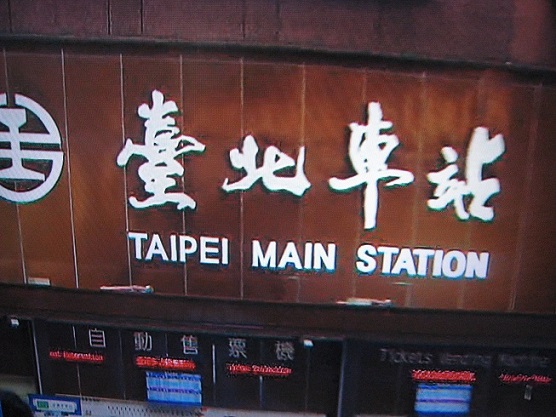 臺北車站
TAIPEI MAIN STATION
自動售票機
Tickets Vending Machine